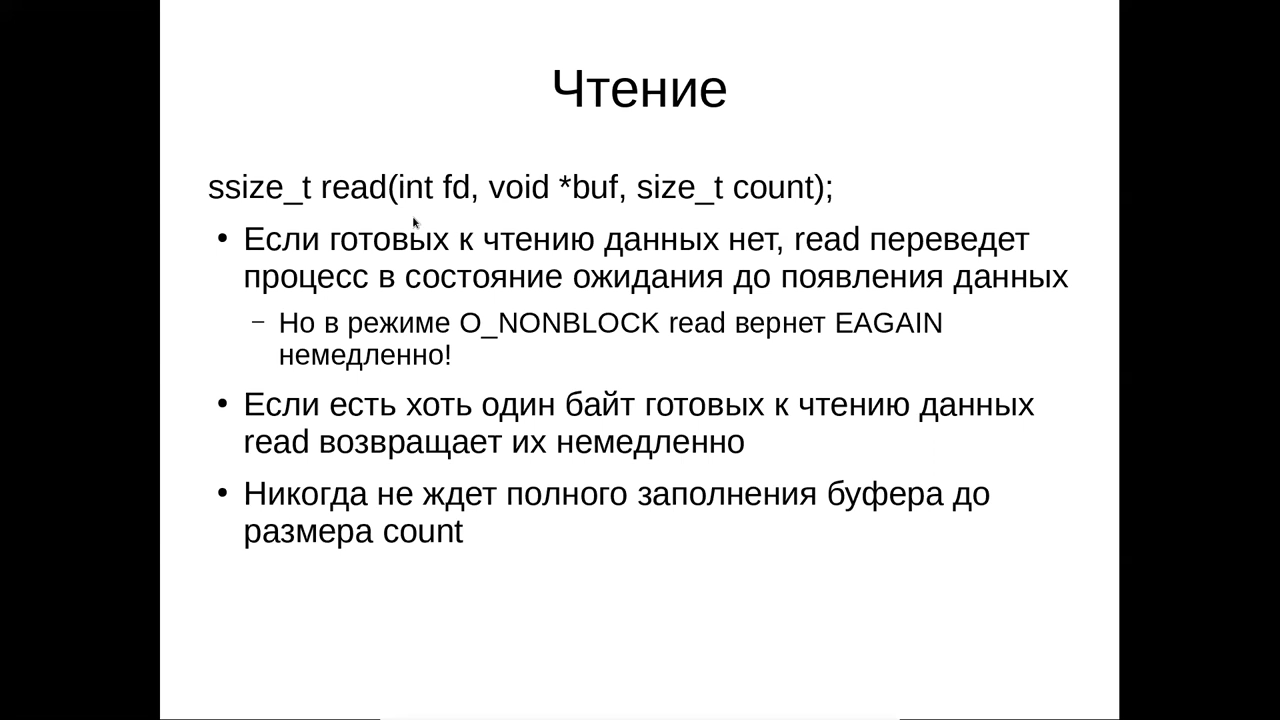 Чтение
ssize_t read(int fd, void *buf, size_t count);
• Если готовых к чтению данных нет, read переведет
процесс в состояние ожидания до появления данных
– Но в режиме O_NONBLOCK read вернет EAGAIN
немедленно!
• Если есть хоть один байт готовых к чтению данных
read возвращает их немедленно
• Никогда не ждет полного заполнения буфера до
размера count